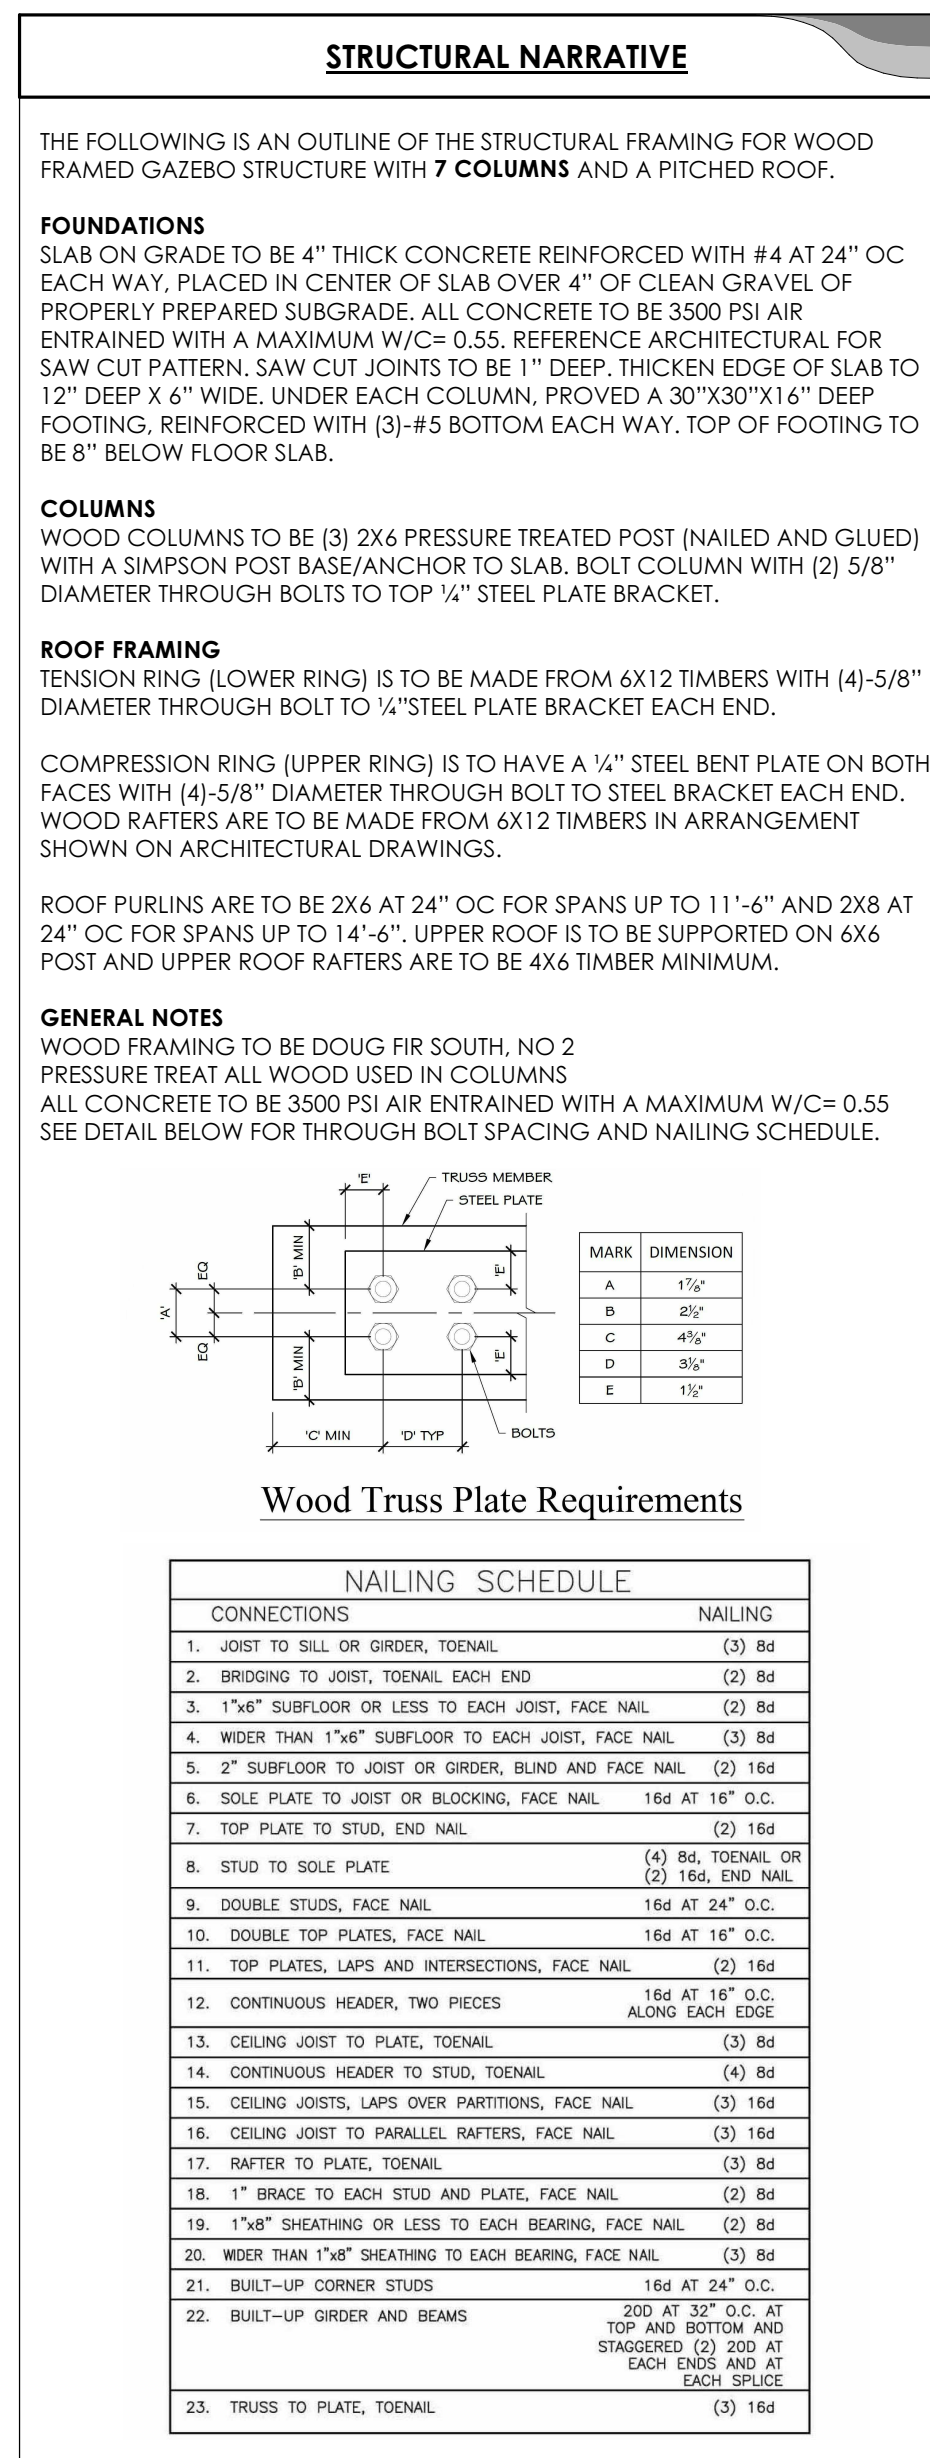 STRUCTURAL NARRATIVE
THE FOLLOWING IS AN OUTLINE OF THE STRUCTURAL FRAMING FOR WOOD
FRAMED GAZEBO STRUCTURE WITH 7 COLUMNS AND A PITCHED ROOF.
FOUNDATIONS
SLAB ON GRADE TO BE 4” THICK CONCRETE REINFORCED WITH #4 AT 24” OC
EACH WAY, PLACED IN CENTER OF SLAB OVER 4” OF CLEAN GRAVEL OF
PROPERLY PREPARED SUBGRADE. ALL CONCRETE TO BE 3500 PSI AIR
ENTRAINED WITH A MAXIMUM W/C= 0.55. REFERENCE ARCHITECTURAL FOR
SAW CUT PATTERN. SAW CUT JOINTS TO BE 1” DEEP. THICKEN EDGE OF SLAB TO
12” DEEP X 6” WIDE. UNDER EACH COLUMN, PROVED A 30”X30”X16” DEEP
FOOTING, REINFORCED WITH (3)-#5 BOTTOM EACH WAY. TOP OF FOOTING TO
BE 8” BELOW FLOOR SLAB.
COLUMNS
WOOD COLUMNS TO BE (3) 2X6 PRESSURE TREATED POST (NAILED AND GLUED)
WITH A SIMPSON POST BASE/ANCHOR TO SLAB. BOLT COLUMN WITH (2) 5/8”
DIAMETER THROUGH BOLTS TO TOP ¼” STEEL PLATE BRACKET.
ROOF FRAMING
TENSION RING (LOWER RING) IS TO BE MADE FROM 6X12 TIMBERS WITH (4)-5/8”
DIAMETER THROUGH BOLT TO ¼”STEEL PLATE BRACKET EACH END.
COMPRESSION RING (UPPER RING) IS TO HAVE A ¼” STEEL BENT PLATE ON BOTH
FACES WITH (4)-5/8” DIAMETER THROUGH BOLT TO STEEL BRACKET EACH END.
WOOD RAFTERS ARE TO BE MADE FROM 6X12 TIMBERS IN ARRANGEMENT
SHOWN ON ARCHITECTURAL DRAWINGS.
ROOF PURLINS ARE TO BE 2X6 AT 24” OC FOR SPANS UP TO 11’-6” AND 2X8 AT
24” OC FOR SPANS UP TO 14’-6”. UPPER ROOF IS TO BE SUPPORTED ON 6X6
POST AND UPPER ROOF RAFTERS ARE TO BE 4X6 TIMBER MINIMUM.
GENERAL NOTES
WOOD FRAMING TO BE DOUG FIR SOUTH, NO 2
PRESSURE TREAT ALL WOOD USED IN COLUMNS
ALL CONCRETE TO BE 3500 PSI AIR ENTRAINED WITH A MAXIMUM W/C= 0.55
SEE DETAIL BELOW FOR THROUGH BOLT SPACING AND NAILING SCHEDULE.
'E'
TRUSS MEMBER
STEEL PLATE
'B' MIN
'E'
EQ
'A'
EQ
'B' MIN
'E'
'C' MIN
'D' TYP
BOLTS
MARK DIMENSION
A 1⅞"
B 2½"
C 4⅜"
D 3⅛"
E 1½"
Wood Truss Plate Requirements
NAILING SCHEDULE
CONNECTIONS NAILING
1. JOIST TO SILL OR GIRDER, TOENAIL (3) 8d
2. BRIDGING TO JOIST, TOENAIL EACH END (2) 8d
3. 1"x6" SUBFLOOR OR LESS TO EACH JOIST, FACE NAIL (2) 8d
4. WIDER THAN 1"x6" SUBFLOOR TO EACH JOIST, FACE NAIL (3) 8d
5. 2" SUBFLOOR TO JOIST OR GIRDER, BLIND AND FACE NAIL (2) 16d
6. SOLE PLATE TO JOIST OR BLOCKING, FACE NAIL 16d AT 16" O.C.
7. TOP PLATE TO STUD, END NAIL (2) 16d
8. STUD TO SOLE PLATE (4) 8d, TOENAIL OR
(2) 16d, END NAIL
9. DOUBLE STUDS, FACE NAIL 16d AT 24" O.C.
10. DOUBLE TOP PLATES, FACE NAIL 16d AT 16" O.C.
11. TOP PLATES, LAPS AND INTERSECTIONS, FACE NAIL (2) 16d
12. CONTINUOUS HEADER, TWO PIECES 16d AT 16" O.C.
ALONG EACH EDGE
13. CEILING JOIST TO PLATE, TOENAIL (3) 8d
14. CONTINUOUS HEADER TO STUD, TOENAIL (4) 8d
15. CEILING JOISTS, LAPS OVER PARTITIONS, FACE NAIL (3) 16d
16. CEILING JOIST TO PARALLEL RAFTERS, FACE NAIL (3) 16d
17. RAFTER TO PLATE, TOENAIL (3) 8d
18. 1" BRACE TO EACH STUD AND PLATE, FACE NAIL (2) 8d
19. 1"x8" SHEATHING OR LESS TO EACH BEARING, FACE NAIL (2) 8d
20. WIDER THAN 1"x8" SHEATHING TO EACH BEARING, FACE NAIL (3) 8d
21. BUILT-UP CORNER STUDS 16d AT 24" O.C.
22. BUILT-UP GIRDER AND BEAMS 20D AT 32" O.C. AT
TOP AND BOTTOM AND
STAGGERED (2) 20D AT
EACH ENDS AND AT
EACH SPLICE
23. TRUSS TO PLATE, TOENAIL (3) 16d